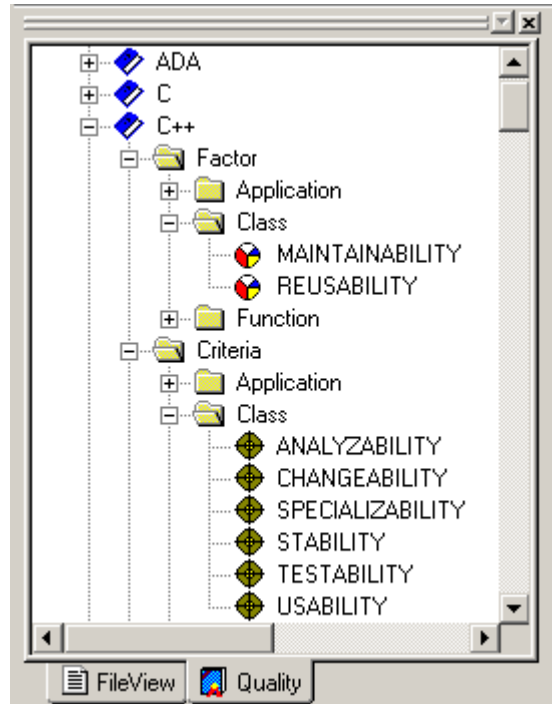 ADA
C
C++
Factor
Application
Class
MAINTAINABILITY
REUSABILITY
Function
Criteria
Application
Class
ANALYZABILITY
CHANGEABILITY
SPECIALIZABILITY
STABILITY
TESTABILITY
USABILITY
FileView Quality